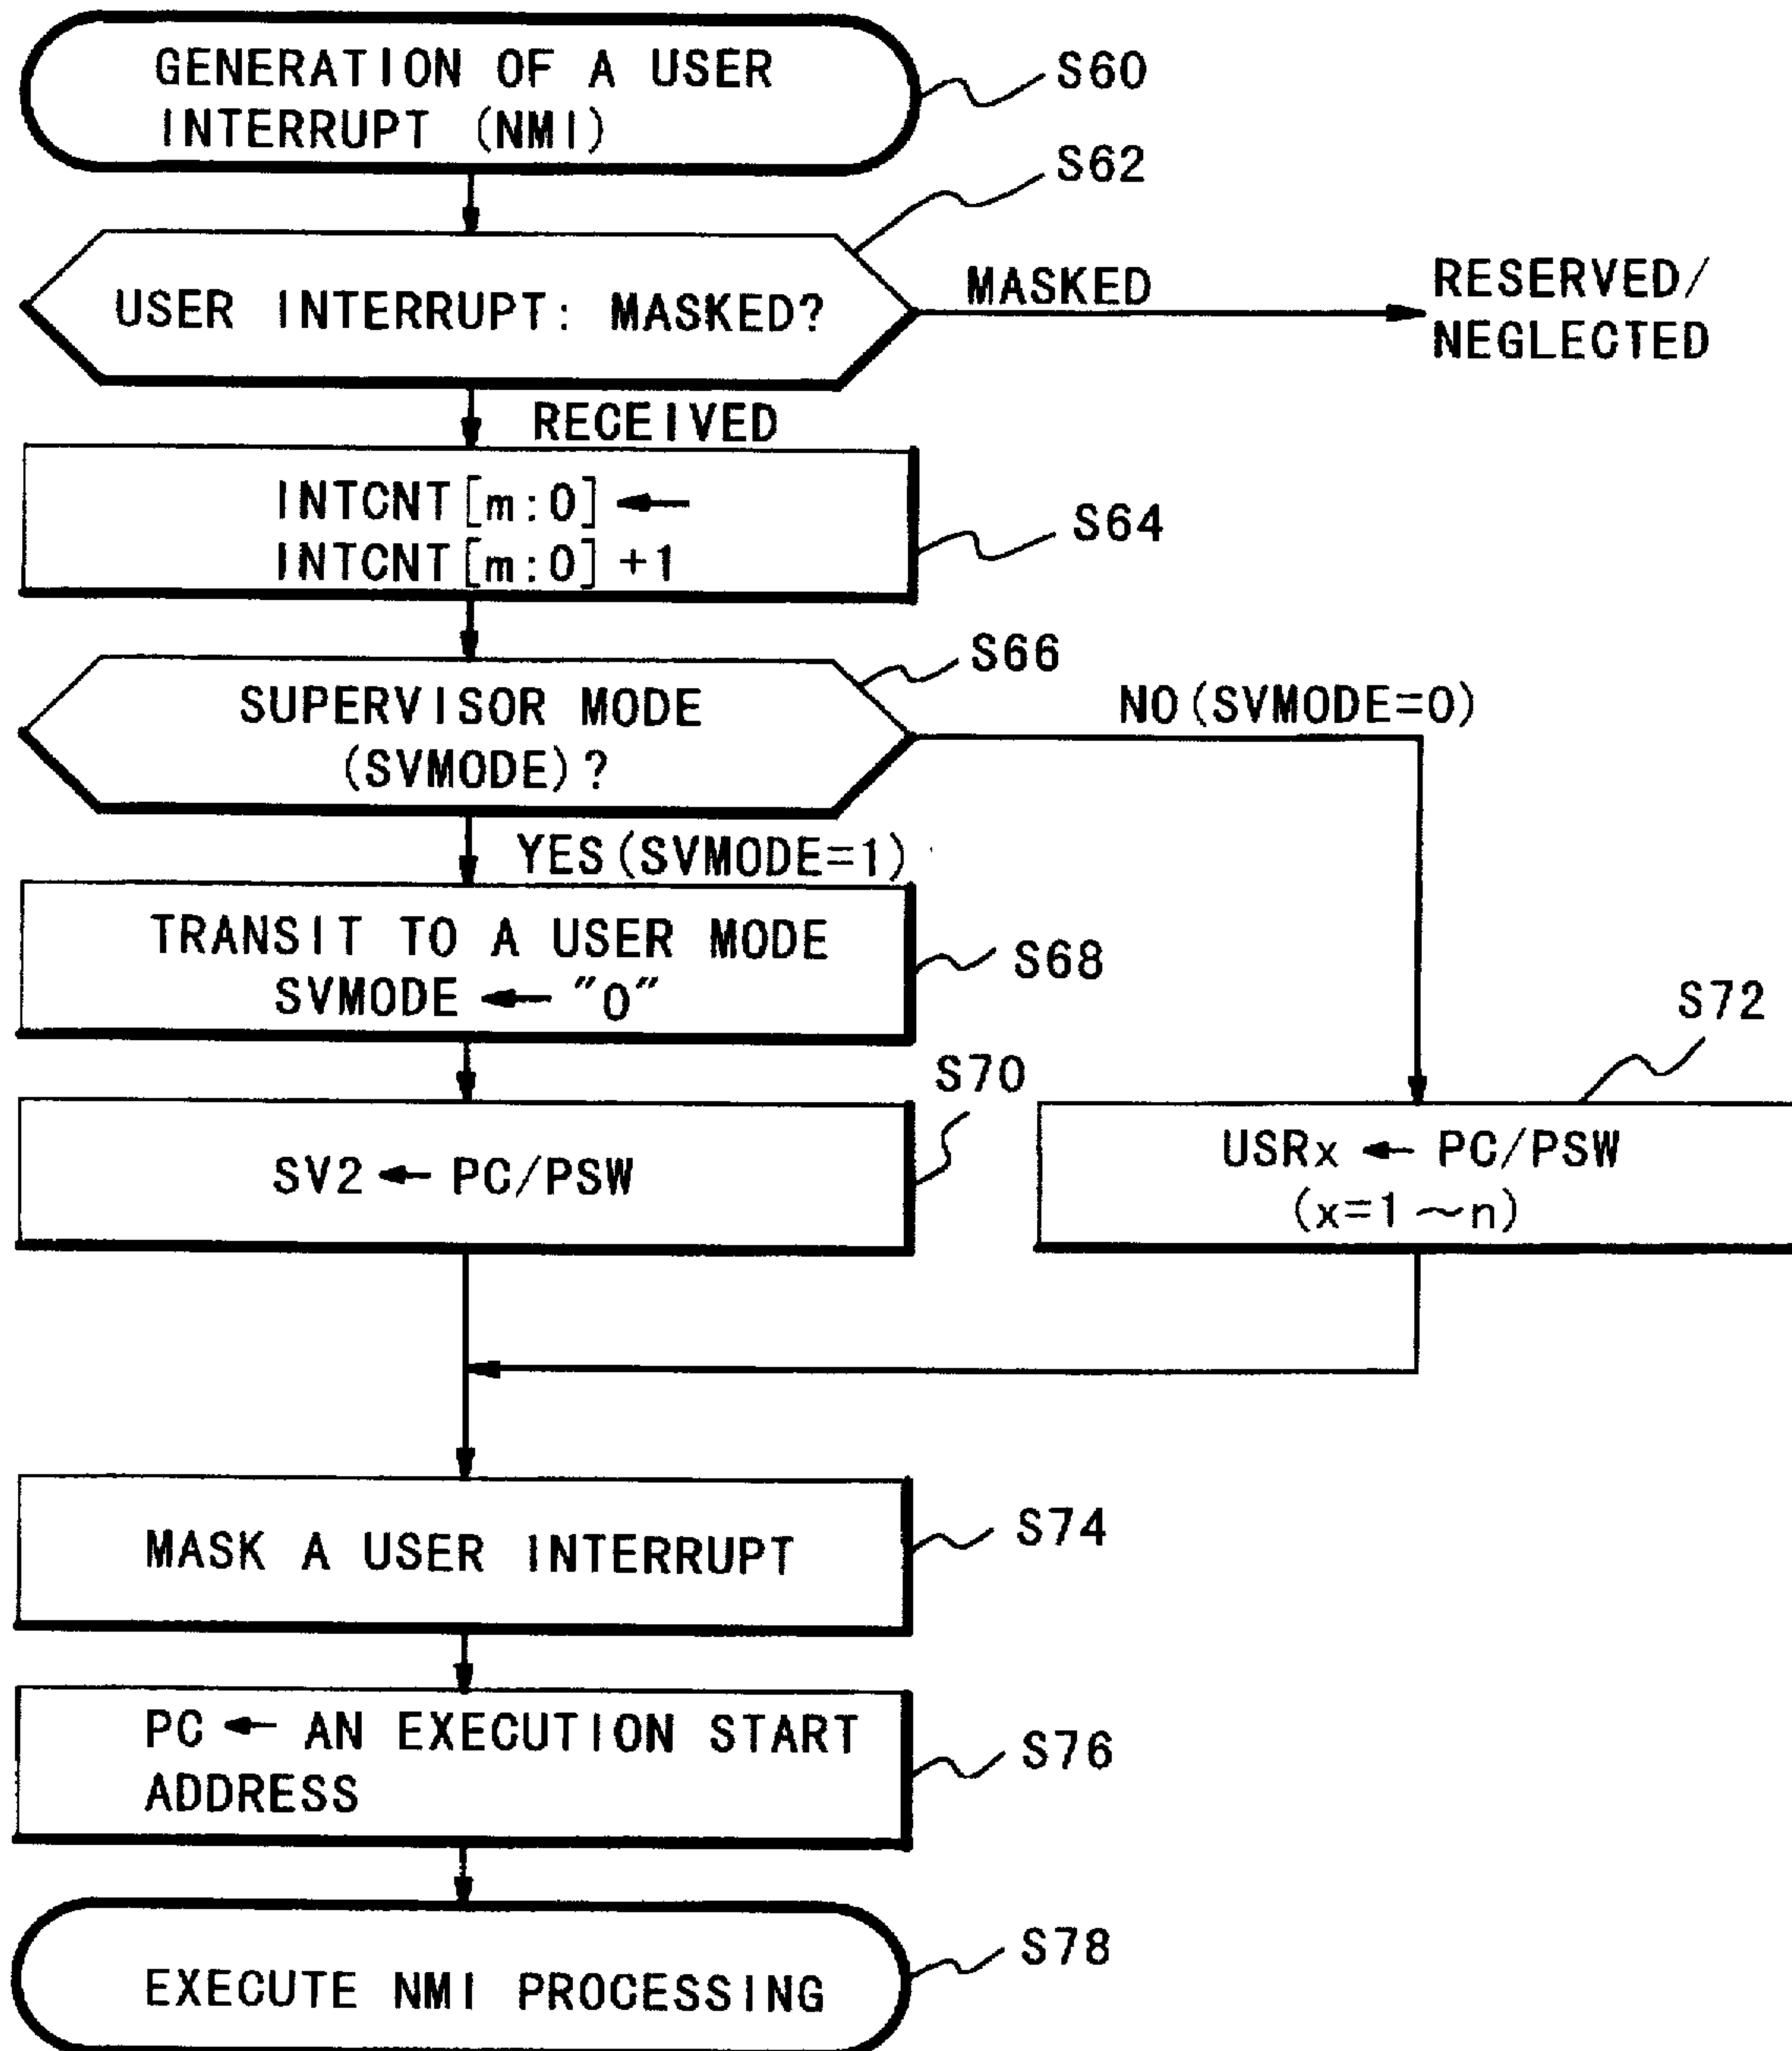 GENERATION OF A USER
INTERRUPT (NMI)
S60
S62
USER INTERRUPT: MASKED?
MASKED
RESERVED/
NEGLECTED
RECEIVED
INTCNT[m:0] ←
INTCNT[m:0] +1
S64
S66
SUPERVISOR MODE
(SVMODE)?
NO(SVMODE=0)
YES(SVMODE=1)
TRANSIT TO A USER MODE
SVMODE ← "0"
S68
S70
SV2 ← PC/PSW
S72
USRx ← PC/PSW
(x=1～n)
MASK A USER INTERRUPT
S74
PC ← AN EXECUTION START
ADDRESS
S76
EXECUTE NMI PROCESSING
S78